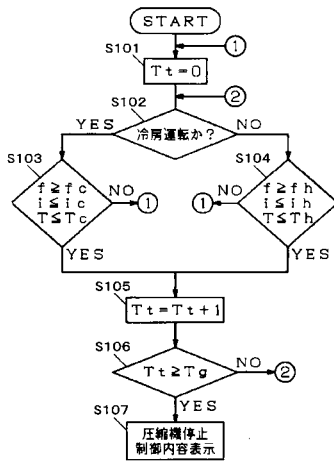 START
①
S101
Tt=0
②
S102
YES
冷房運転か?
NO
S103
f≧fc
i≦ic
T≦Tc
NO
①
YES
S104
f≧fh
i≦ih
T≦Th
NO
①
YES
S105
Tt=Tt+1
S106
Tt≧Tg
NO
②
YES
S107
圧縮機停止
制御内容表示